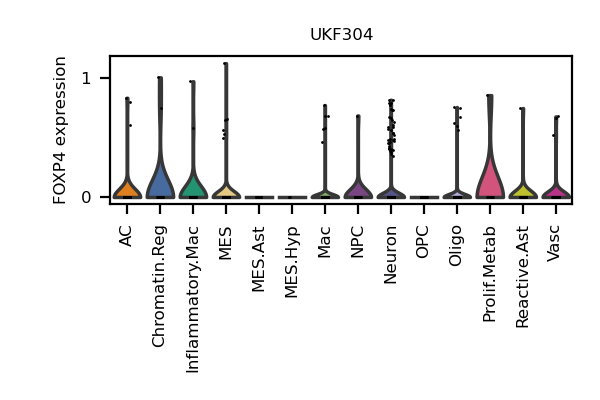 UKF304
FOXP4 expression
1
0
AC
Chromatin.Reg
Inflammatory.Mac
MES
MES.Ast
MES.Hyp
Mac
NPC
Neuron
OPC
Oligo
Prolif.Metab
Reactive.Ast
Vasc